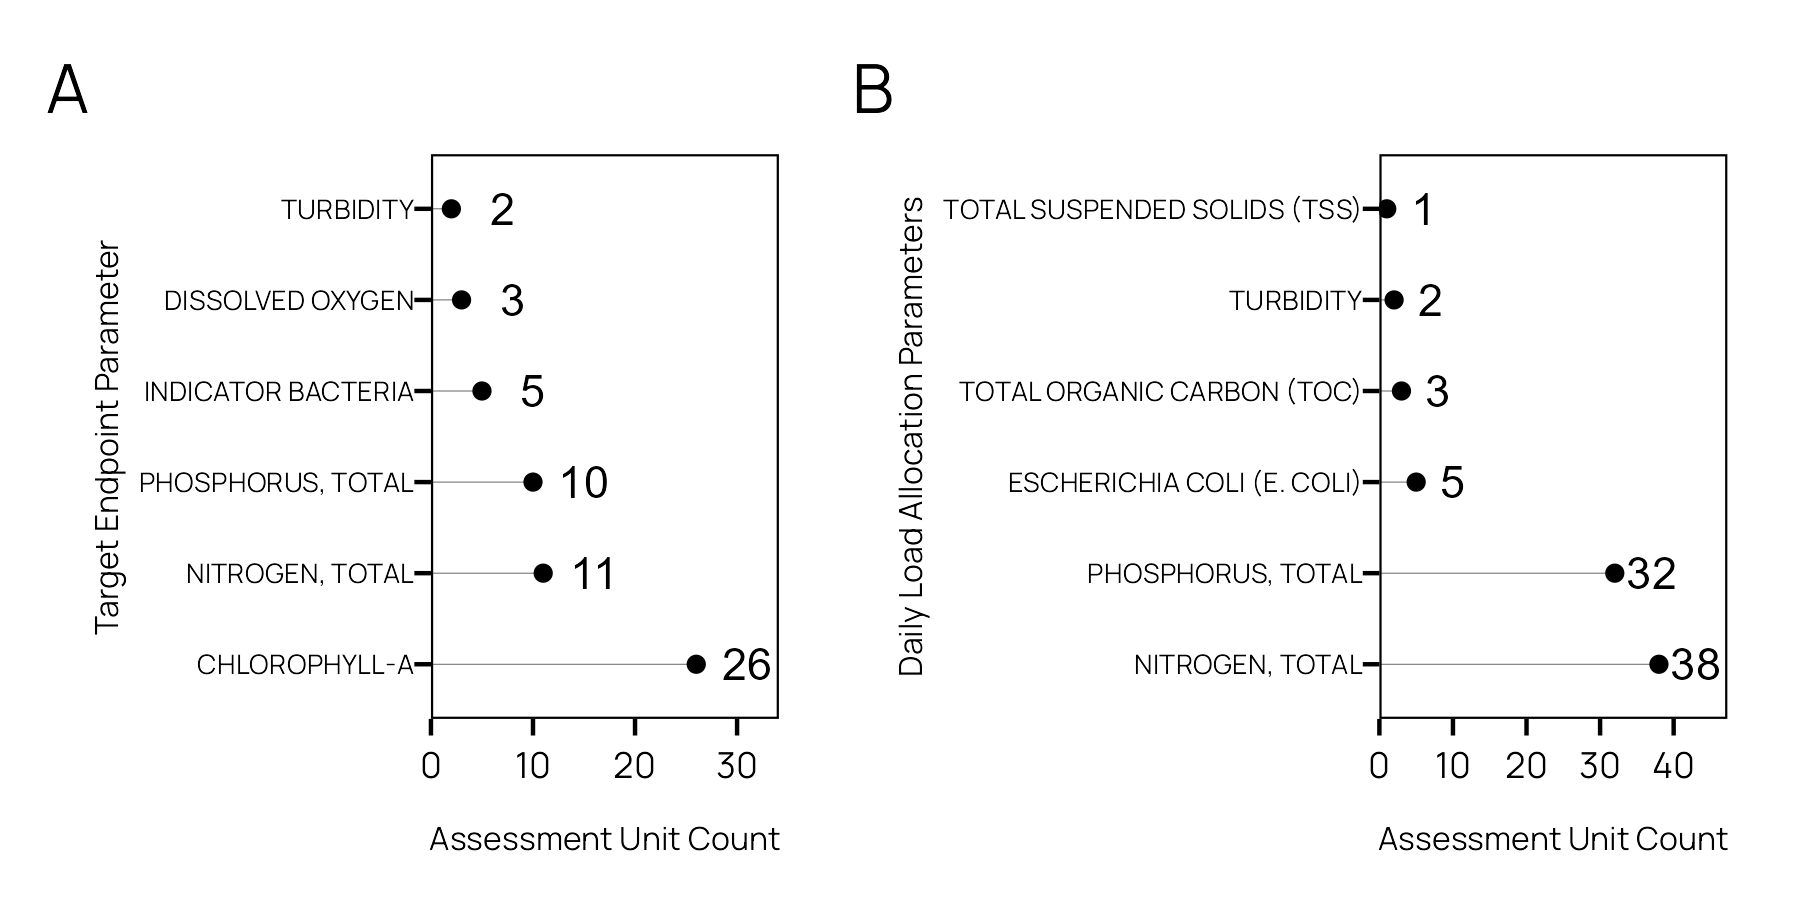 A
Target Endpoint Parameter
TURBIDITY 2
DISSOLVED OXYGEN 3
INDICATOR BACTERIA 5
PHOSPHORUS, TOTAL 10
NITROGEN, TOTAL 11
CHLOROPHYLL-A 26
0 10 20 30
Assessment Unit Count
B
Daily Load Allocation Parameters
TOTAL SUSPENDED SOLIDS (TSS) 1
TURBIDITY 2
TOTAL ORGANIC CARBON (TOC) 3
ESCHERICHIA COLI (E. COLI) 5
PHOSPHORUS, TOTAL 32
NITROGEN, TOTAL 38
0 10 20 30 40
Assessment Unit Count